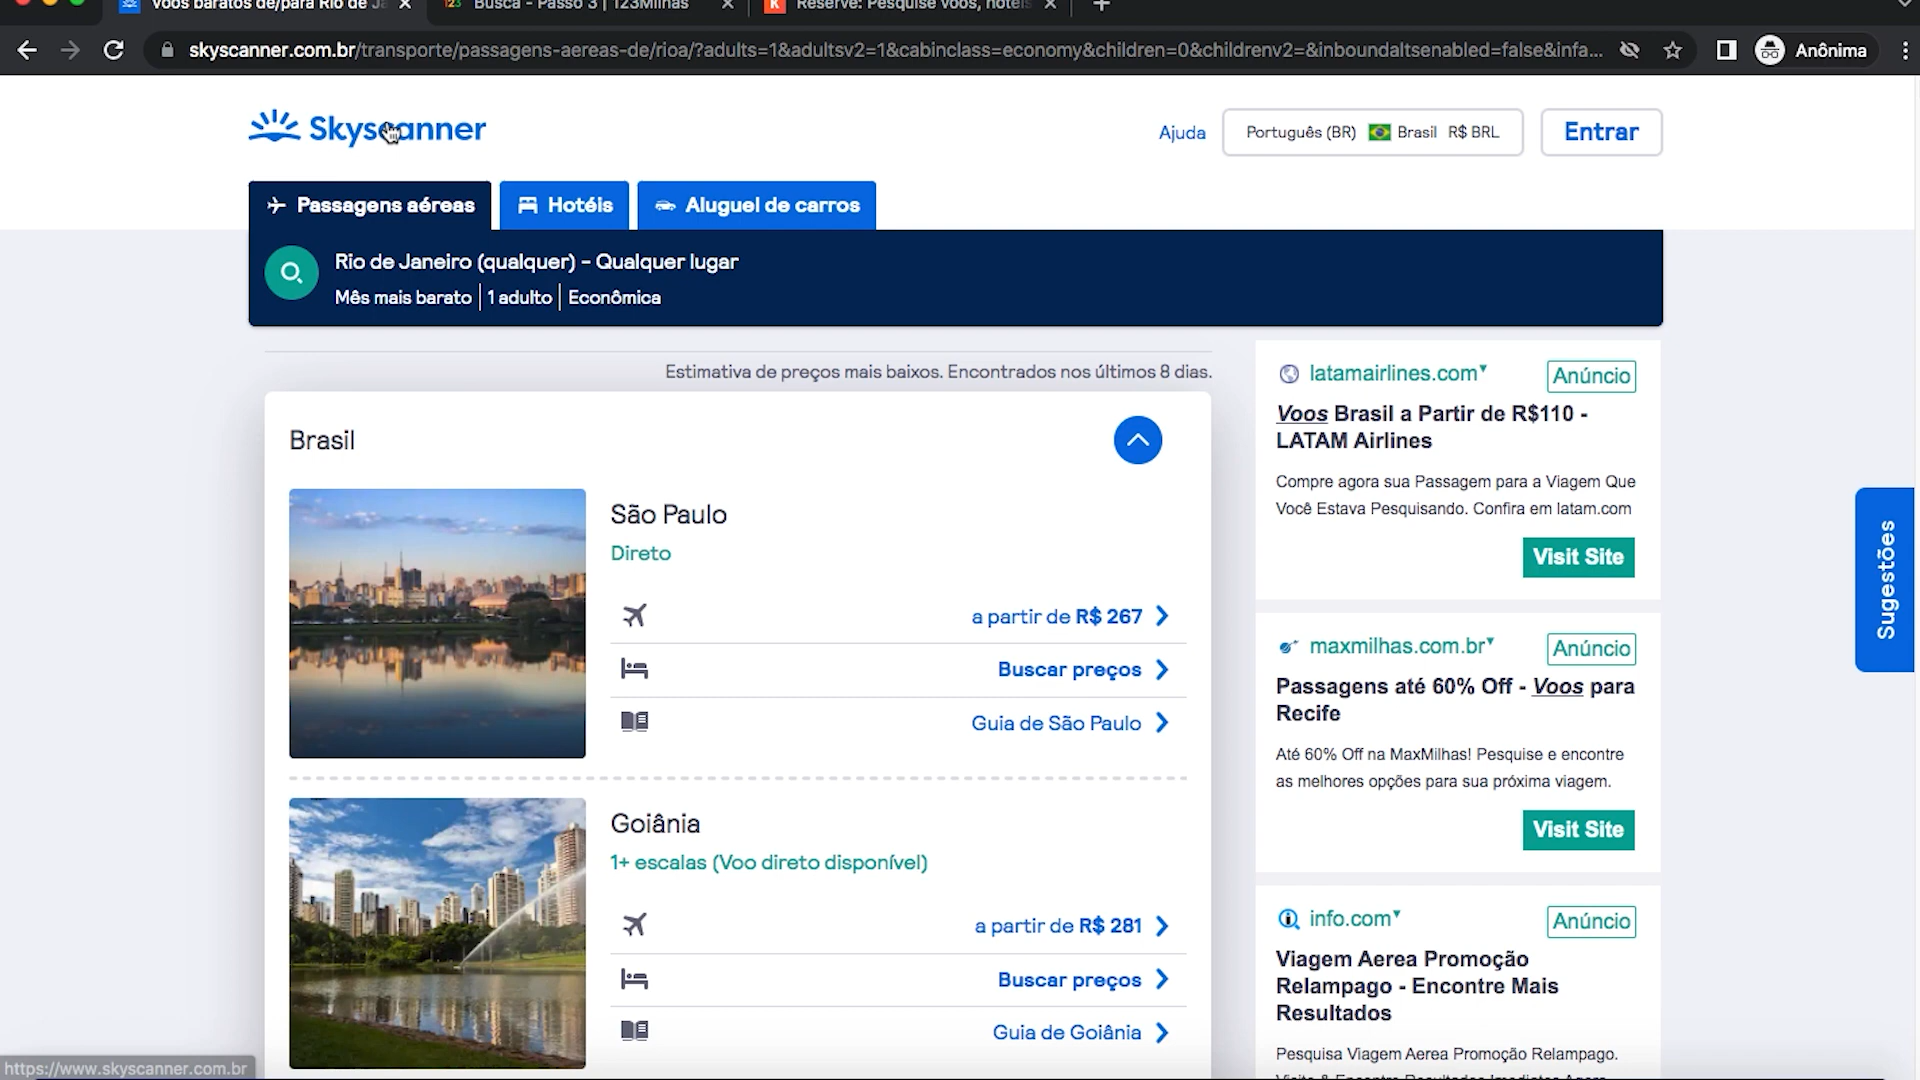 Voos baratos de/para Rio de Ja
Busca - Passo 3 | 123Milhas
Reserve: Pesquise voos, hotéis
skyscanner.com.br/transporte/passagens-aereas-de/rioa/?adults=1&adultsv2=1&cabinclass=economy&children=0&childrenv2=&inboundaltsenabled=false&infa...
Anônima
Skyscanner
Ajuda
Português (BR) Brasil R$ BRL
Entrar
Passagens aéreas
Hotéis
Aluguel de carros
Rio de Janeiro (qualquer) - Qualquer lugar
Mês mais barato | 1 adulto | Econômica
Estimativa de preços mais baixos. Encontrados nos últimos 8 dias.
Brasil
São Paulo
Direto
a partir de R$ 267
Buscar preços
Guia de São Paulo
Goiânia
1+ escalas (Voo direto disponível)
a partir de R$ 281
Buscar preços
Guia de Goiânia
latamairlines.com
Anúncio
Voos Brasil a Partir de R$110 -
LATAM Airlines
Compre agora sua Passagem para a Viagem Que
Você Estava Pesquisando. Confira em latam.com
Visit Site
maxmilhas.com.br
Anúncio
Passagens até 60% Off - Voos para
Recife
Até 60% Off na MaxMilhas! Pesquise e encontre
as melhores opções para sua próxima viagem.
Visit Site
info.com
Anúncio
Viagem Aerea Promoção
Relampago - Encontre Mais
Resultados
Pesquisa Viagem Aerea Promoção Relampago.
Sugestões
https://www.skyscanner.com.br